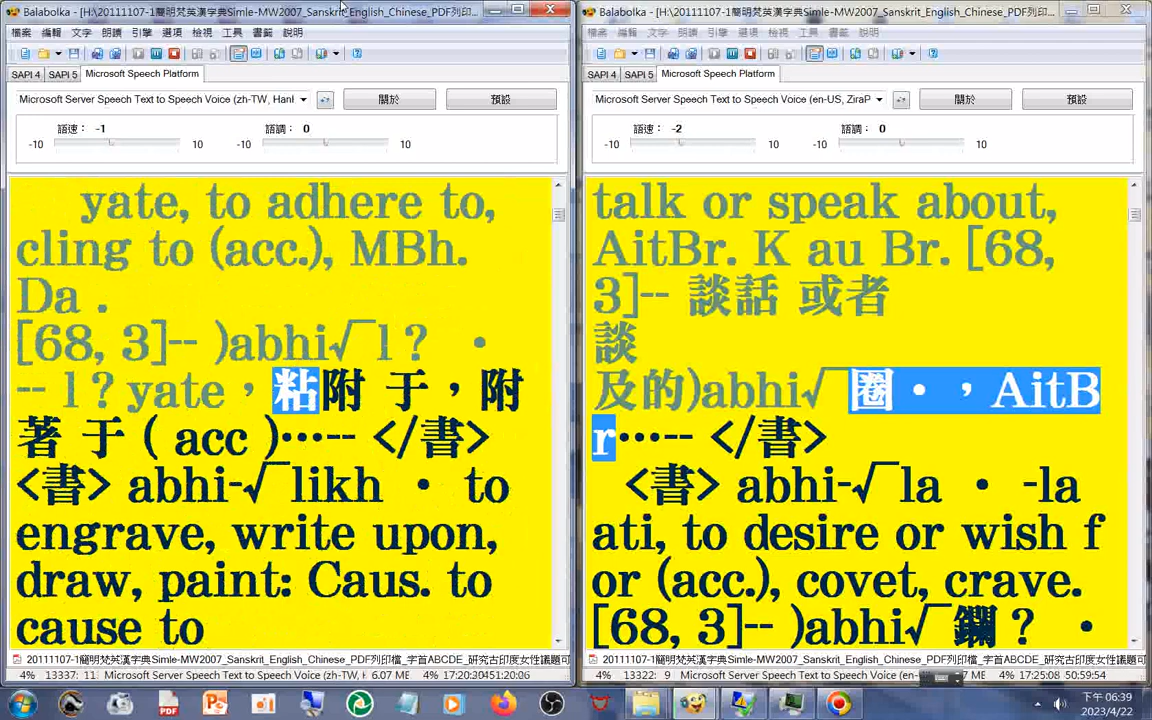 Balabolka - [H:\20111107-1簡明梵英漢字典Simle-MW2007_Sanskrit_English_Chinese_PDF列印...
檔案 編輯 文字 朗讀 引擎 選項 檢視 工具 書籤 說明
SAPI 4 SAPI 5 Microsoft Speech Platform
Microsoft Server Speech Text to Speech Voice (zh-TW, Hanl
關於 預設
語速： -1 語調： 0
-10 10 -10 10
yate, to adhere to,
cling to (acc.), MBh.
Da .
[68, 3]-- )abhi√l？ ·
-- l？yate，粘附 于，附
著 于 ( acc )…-- </書>
<書> abhi-√likh · to
engrave, write upon,
draw, paint: Caus. to
cause to
20111107-1簡明梵英漢字典Simle-MW2007_Sanskrit_English_Chinese_PDF列印檔_字首ABCDE_研究古印度女性議題可
4% 13337: 11 Microsoft Server Speech Text to Speech Voice (zh-TW, H 6.07 MB 4% 17:20:39451:20:06
Balabolka - [H:\20111107-1簡明梵英漢字典Simle-MW2007_Sanskrit_English_Chinese_PDF列印...
檔案 編輯 文字 朗讀 引擎 選項 檢視 工具 書籤 說明
SAPI 4 SAPI 5 Microsoft Speech Platform
Microsoft Server Speech Text to Speech Voice (en-US, ZiraP
關於 預設
語速： -2 語調： 0
-10 10 -10 10
talk or speak about,
AitBr. K au Br. [68,
3]-- 談話 或者
談
及的)abhi√圈·，AitB
r…-- </書>
<書> abhi-√la · -la
ati, to desire or wish f
or (acc.), covet, crave.
[68, 3]-- )abhi√鑭？ ·
20111107-1簡明梵英漢字典Simle-MW2007_Sanskrit_English_Chinese_PDF列印檔_字首ABCDE_研究古印度女性議題可
4% 13322: 9 Microsoft Server Speech Text to Speech Voice (en- 4% 17:25:08 50:59:54
下午 06:39
2023/4/22